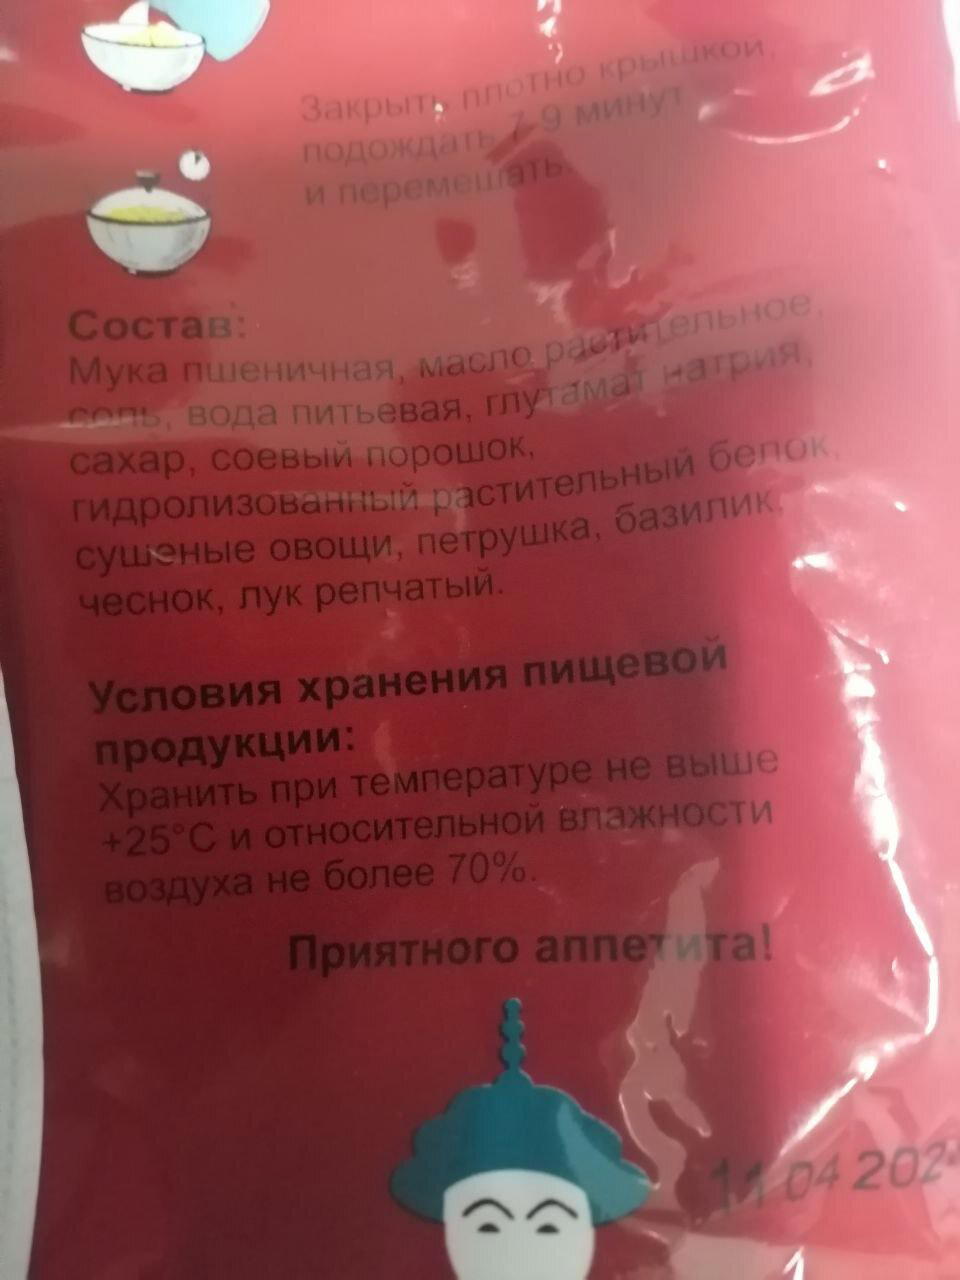 Закрыть плотно крышкой,
подождать 7-9 минут
и перемешать.
Состав:
Мука пшеничная, масло растительное,
соль, вода питьевая, глутамат натрия,
сахар, соевый порошок,
гидролизованный растительный белок,
сушеные овощи, петрушка, базилик,
чеснок, лук репчатый.
Условия хранения пищевой
продукции:
Хранить при температуре не выше
+25°С и относительной влажности
воздуха не более 70%.
Приятного аппетита!
11 04